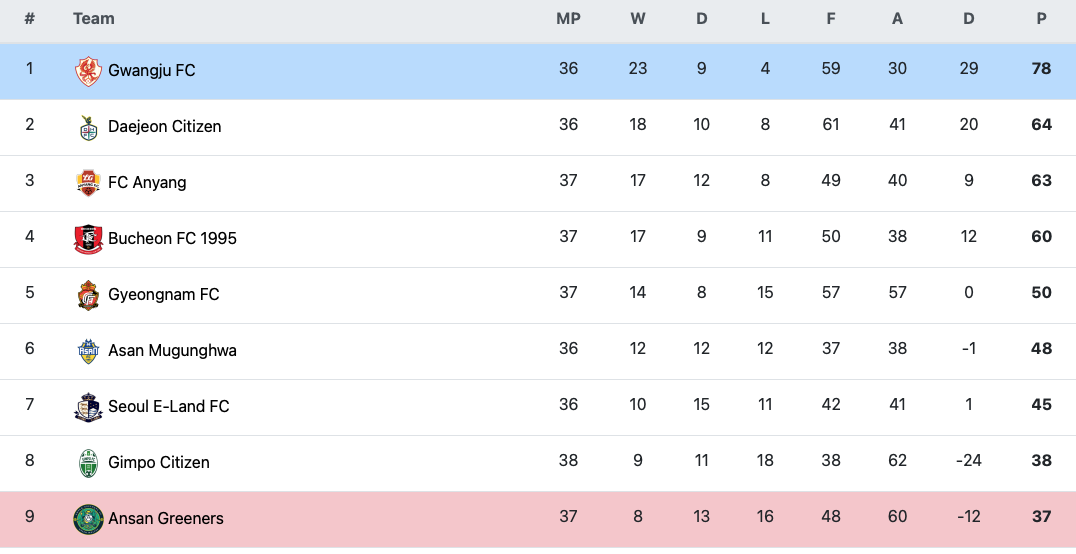 # Team MP W D L F A D P
1 Gwangju FC 36 23 9 4 59 30 29 78
2 Daejeon Citizen 36 18 10 8 61 41 20 64
3 FC Anyang 37 17 12 8 49 40 9 63
4 Bucheon FC 1995 37 17 9 11 50 38 12 60
5 Gyeongnam FC 37 14 8 15 57 57 0 50
6 Asan Mugunghwa 36 12 12 12 37 38 -1 48
7 Seoul E-Land FC 36 10 15 11 42 41 1 45
8 Gimpo Citizen 38 9 11 18 38 62 -24 38
9 Ansan Greeners 37 8 13 16 48 60 -12 37